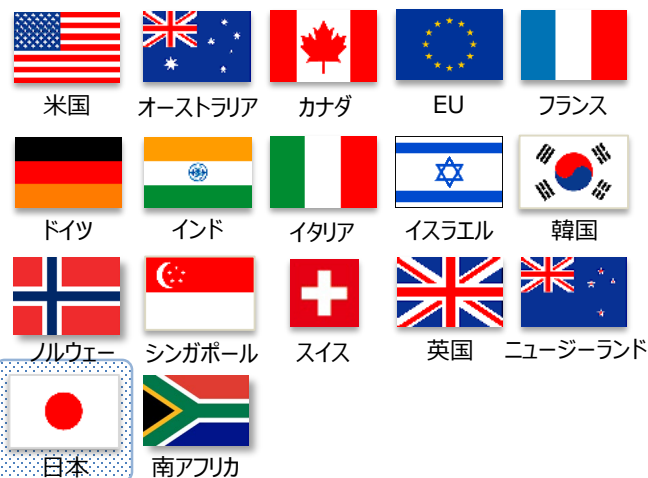 米国 オーストラリア カナダ EU フランス
ドイツ インド イタリア イスラエル 韓国
ノルウェー シンガポール スイス 英国 ニュージーランド
日本 南アフリカ